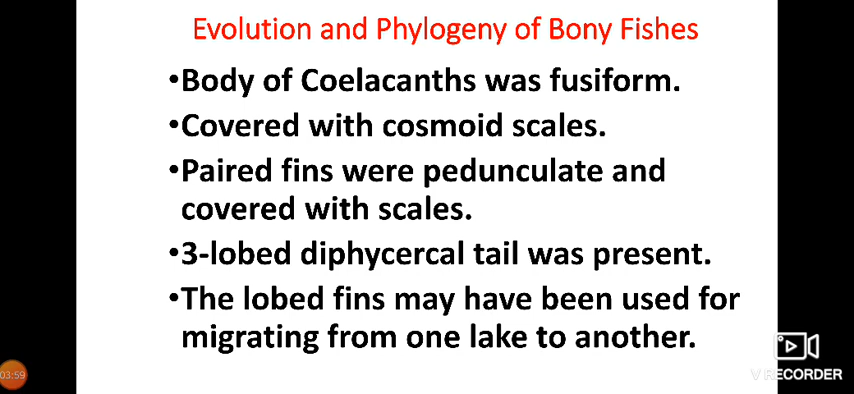 Evolution and Phylogeny of Bony Fishes
•Body of Coelacanths was fusiform.
•Covered with cosmoid scales.
•Paired fins were pedunculate and
covered with scales.
•3-lobed diphycercal tail was present.
•The lobed fins may have been used for
migrating from one lake to another.
03:59
V RECORDER